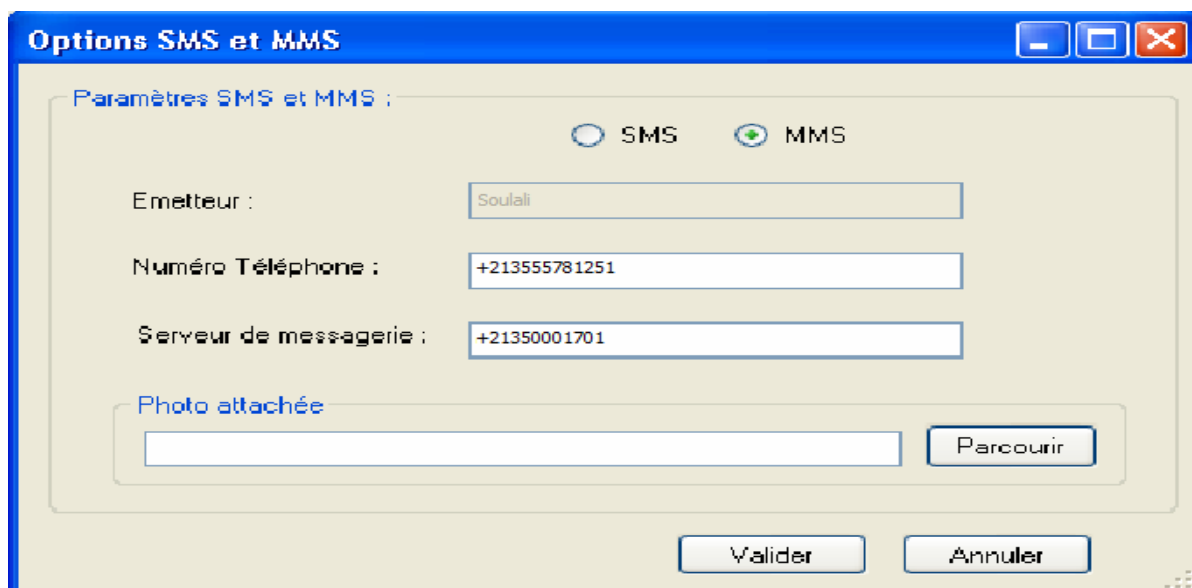 Options SMS et MMS
Paramètres SMS et MMS :
SMS MMS
Emetteur : Soulali
Numéro Téléphone : +213555781251
Serveur de messagerie : +21350001701
Photo attachée
Parcourir
Valider Annuler